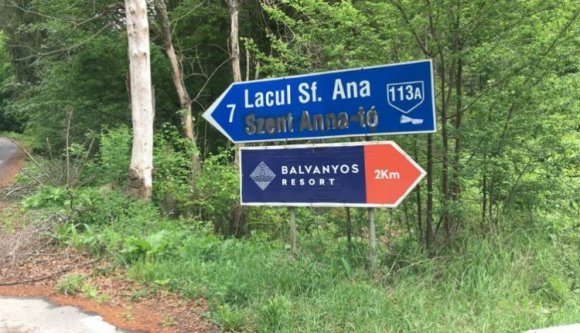 7 Lacul Sf. Ana 113A
Szent Anna-tó
BALVANYOS
RESORT
2Km